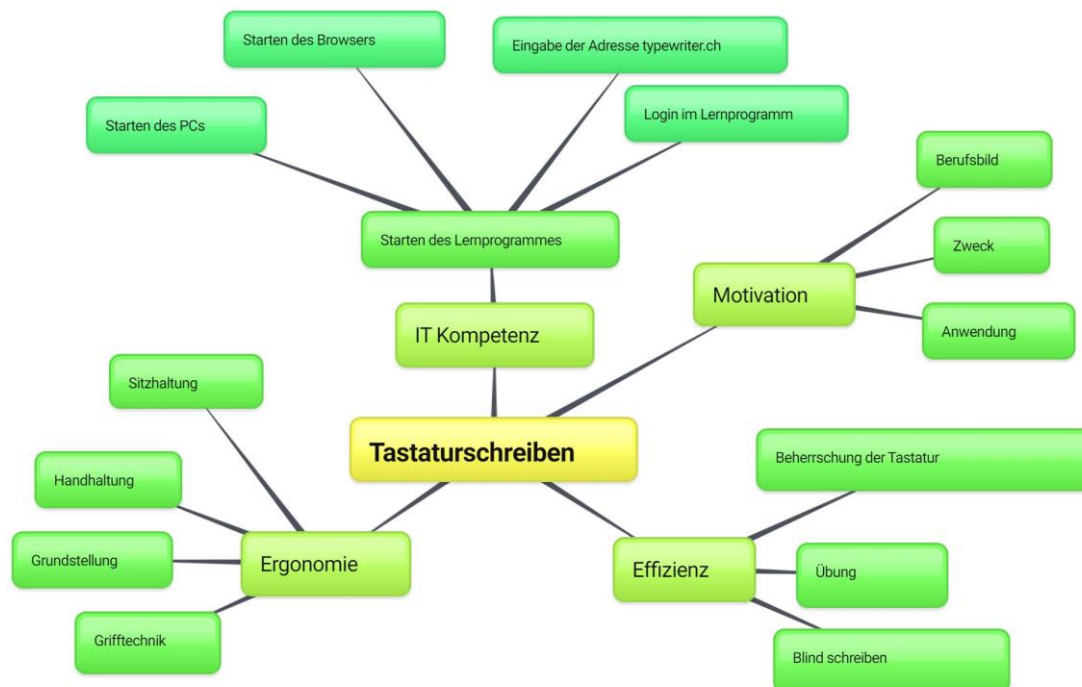 Starten des Browsers
Eingabe der Adresse typewriter.ch
Starten des PCs
Login im Lernprogramm
Starten des Lernprogrammes
IT Kompetenz
Motivation
Berufsbild
Zweck
Anwendung
Tastaturschreiben
Sitzhaltung
Handhaltung
Grundstellung
Grifftechnik
Ergonomie
Effizienz
Beherrschung der Tastatur
Übung
Blind schreiben